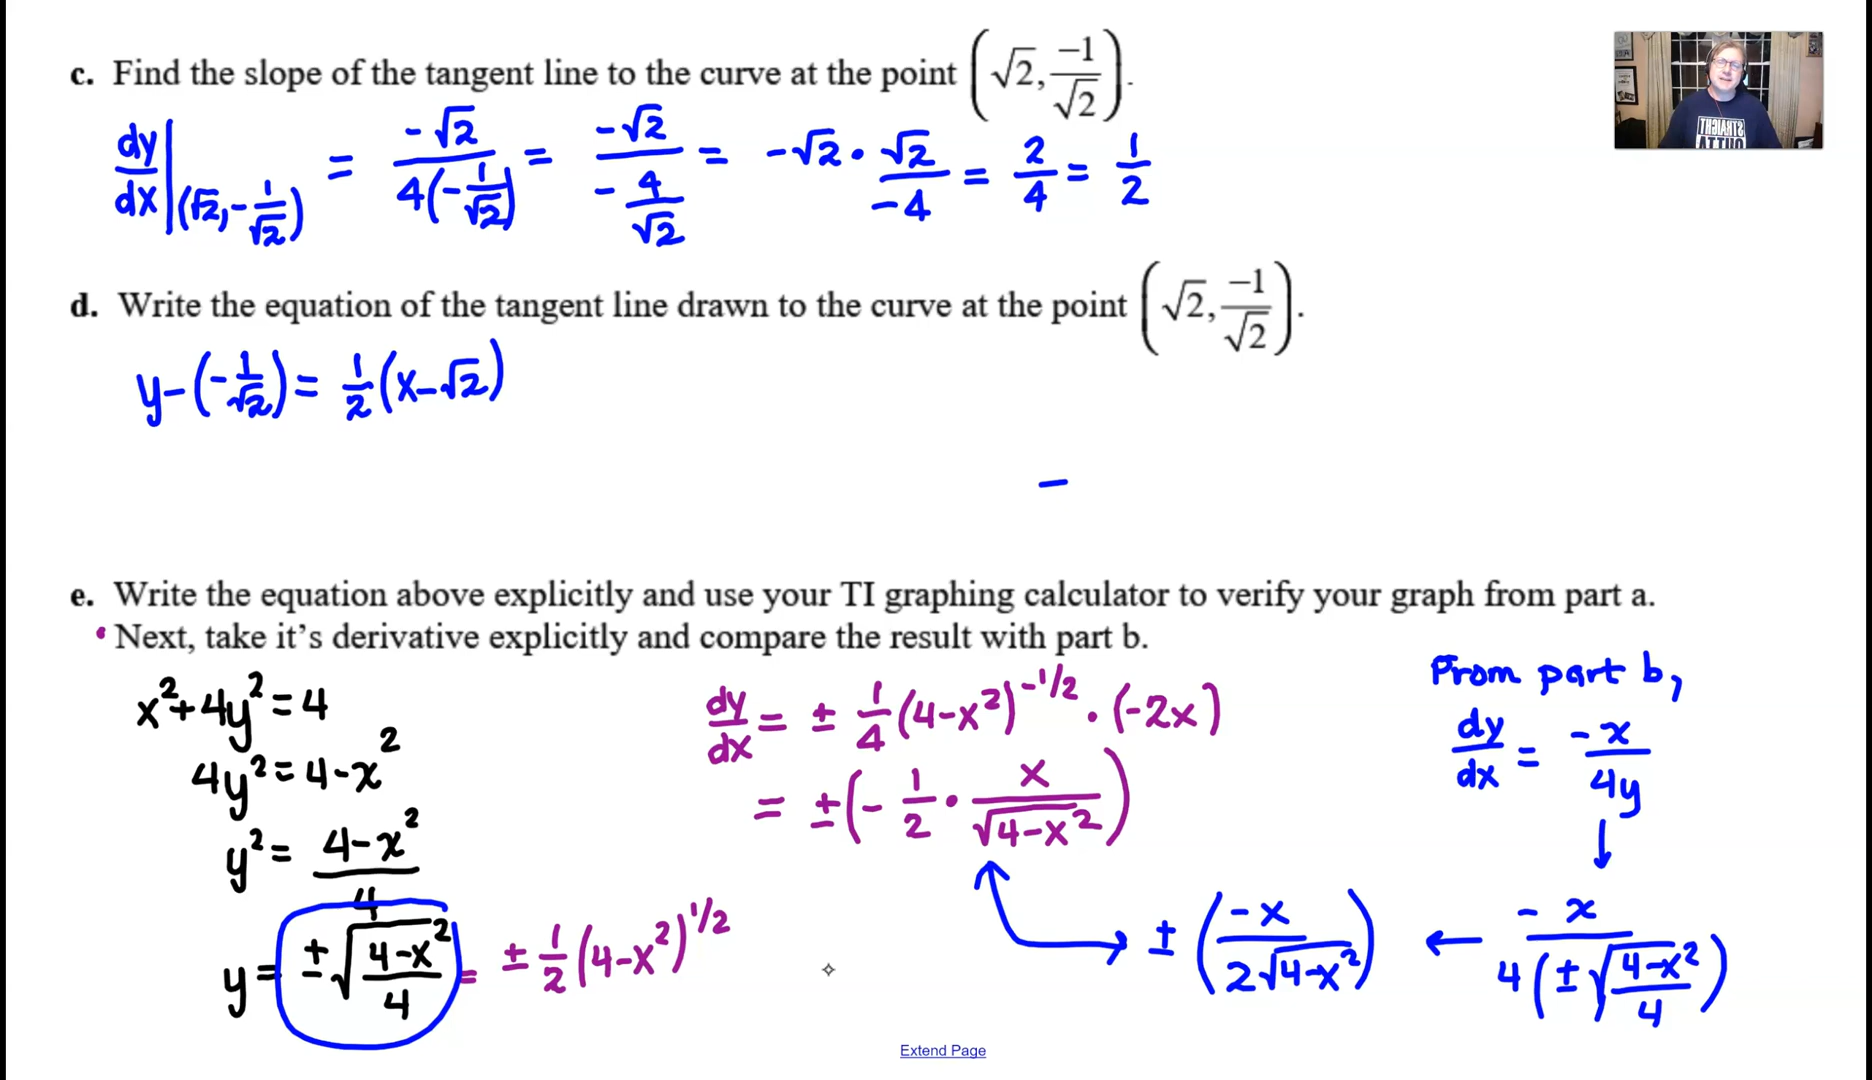 c. Find the slope of the tangent line to the curve at the point (√2, -1/√2).
dy/dx |(√2, -1/√2) = -√2 / 4(-1/√2) = -√2 / -4/√2 = -√2 · √2/-4 = 2/4 = 1/2
d. Write the equation of the tangent line drawn to the curve at the point (√2, -1/√2).
y-(-1/√2) = 1/2 (x-√2)
-
e. Write the equation above explicitly and use your TI graphing calculator to verify your graph from part a.
• Next, take it's derivative explicitly and compare the result with part b.
x²+4y²=4
4y²=4-x²
y² = (4-x²)/4
y = ±√((4-x²)/4) = ± 1/2 (4-x²)^1/2
dy/dx = ± 1/4 (4-x²)^-1/2 · (-2x)
= ±(- 1/2 · x/√(4-x²))
From part b,
dy/dx = -x/4y
↓
-x / 4(±√((4-x²)/4))
← ± (-x / 2√(4-x²))
Extend Page
STRAIGHT
OUTTA